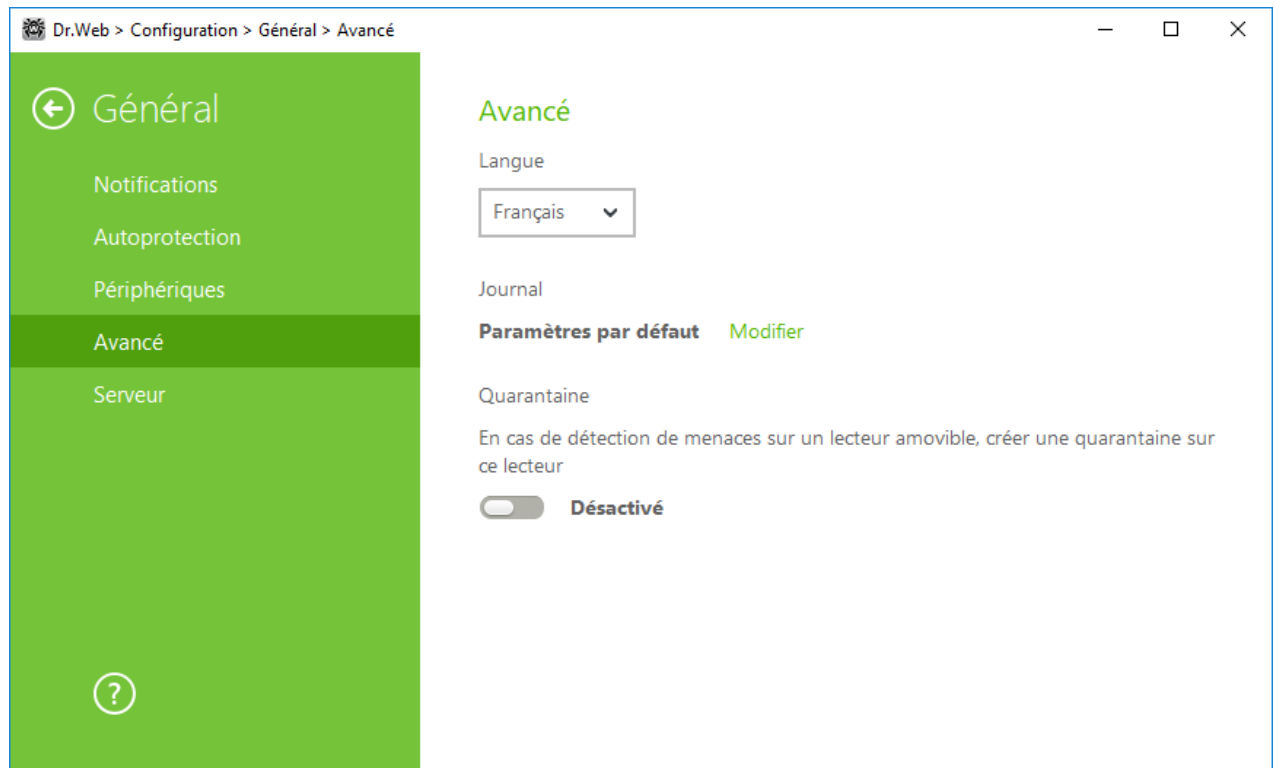 Dr.Web > Configuration > Général > Avancé
Général
Notifications
Autoprotection
Périphériques
Avancé
Serveur
?
Avancé
Langue
Français
Journal
Paramètres par défaut Modifier
Quarantaine
En cas de détection de menaces sur un lecteur amovible, créer une quarantaine sur
ce lecteur
Désactivé